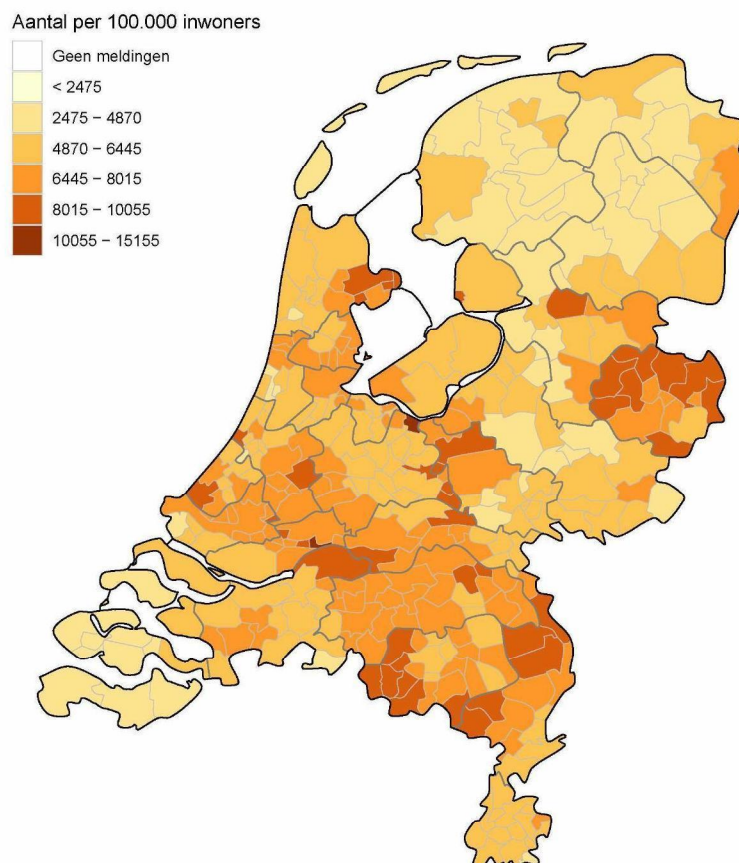 Aantal per 100.000 inwoners
Geen meldingen
< 2475
2475 – 4870
4870 – 6445
6445 – 8015
8015 – 10055
10055 – 15155